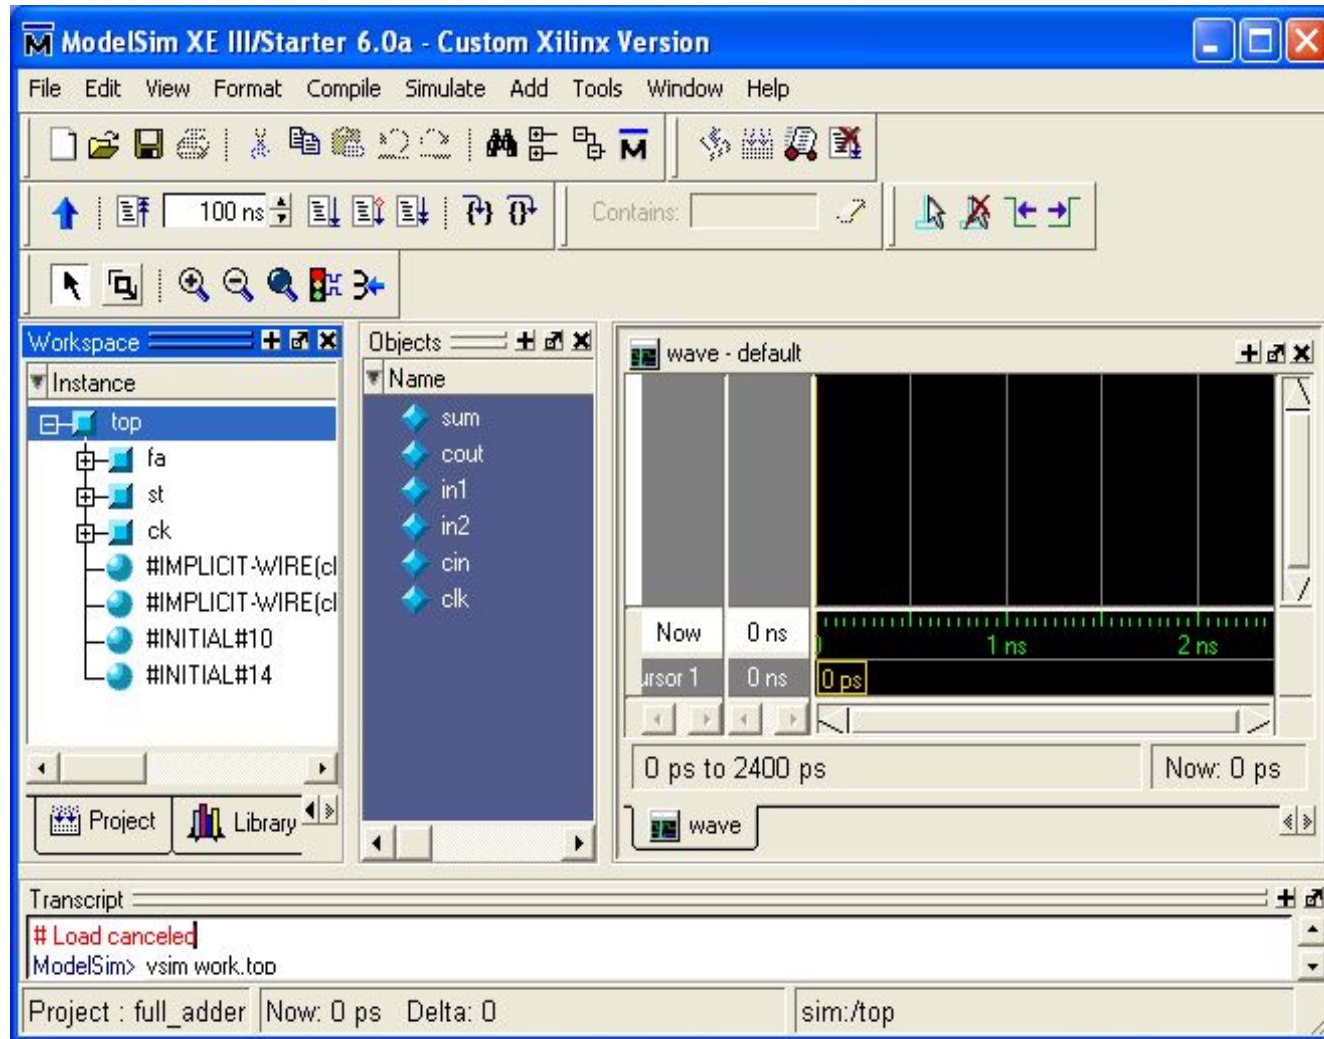 ModelSim XE III/Starter 6.0a - Custom Xilinx Version
File Edit View Format Compile Simulate Add Tools Window Help
100 ns Contains:
Workspace
Instance
top
fa
st
ck
#IMPLICIT-WIRE(cl
#IMPLICIT-WIRE(cl
#INITIAL#10
#INITIAL#14
Project Library
Objects
Name
sum
cout
in1
in2
cin
clk
wave - default
Now 0 ns
1 ns 2 ns
ursor 1 0 ns 0 ps
0 ps to 2400 ps Now: 0 ps
wave
Transcript
# Load canceled
ModelSim> vsim work.top
Project : full_adder Now: 0 ps Delta: 0 sim:/top